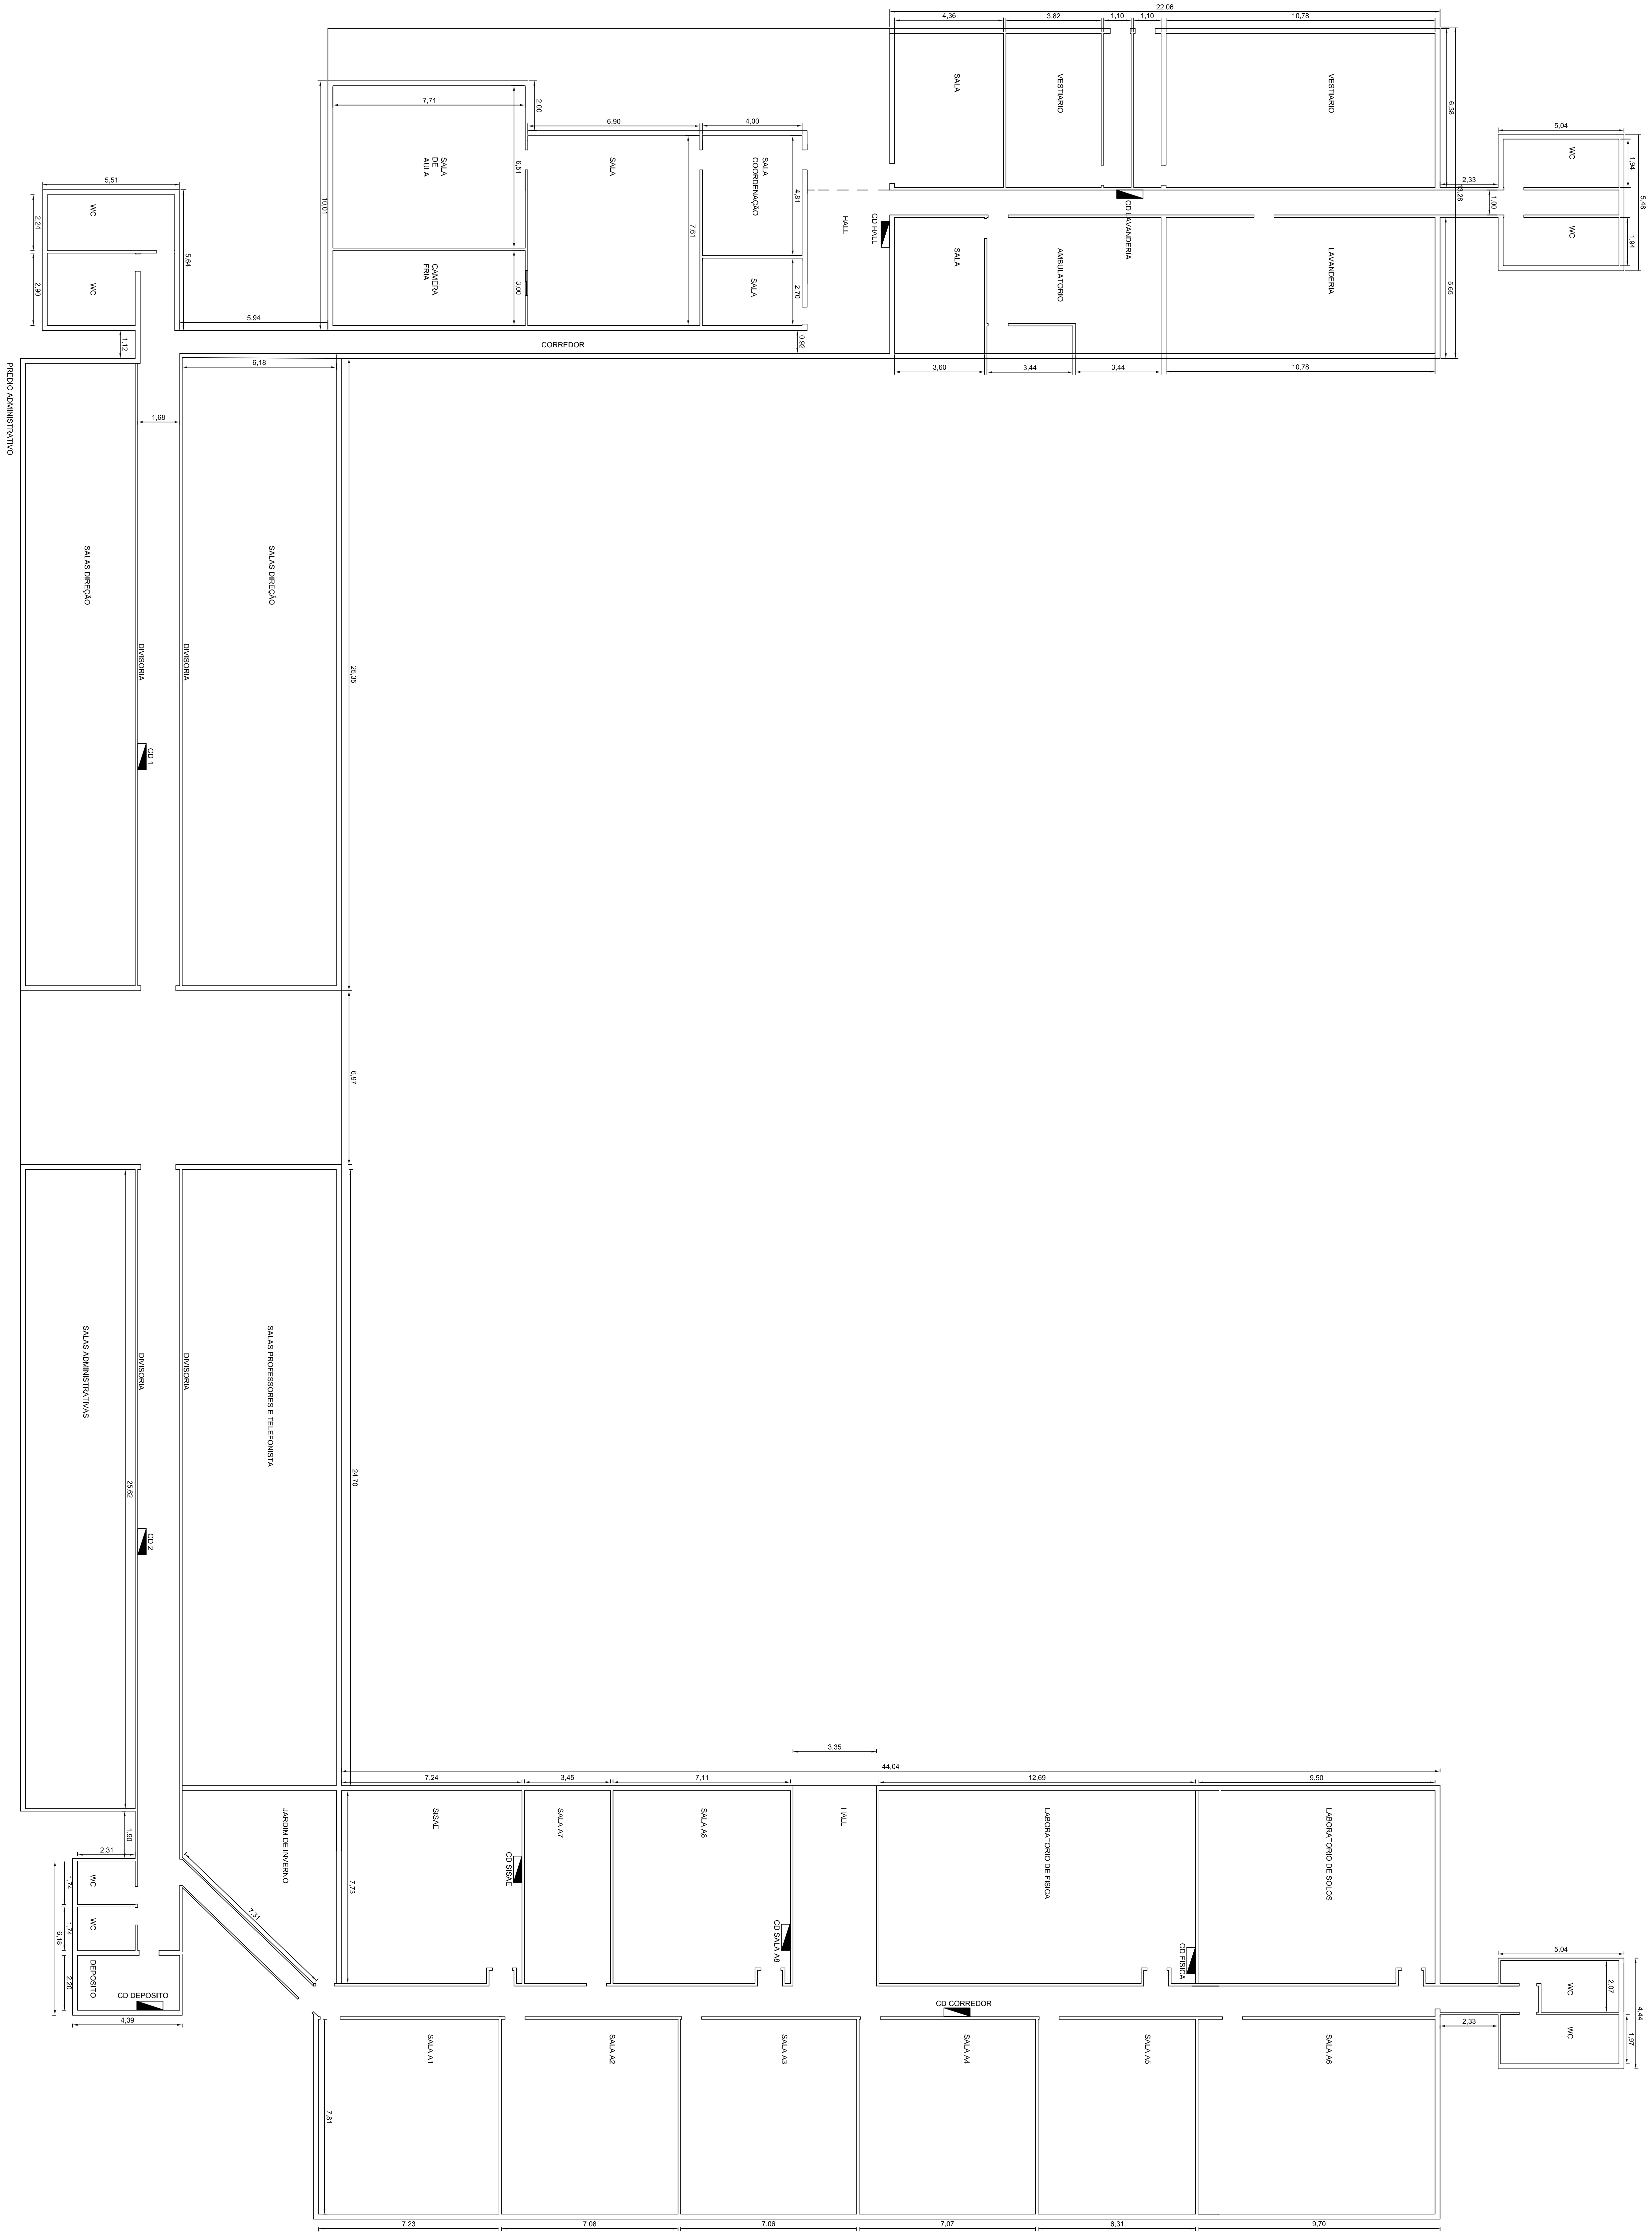 22,06
4,36
3,82
1,10
1,10
10,78
SALA
VESTIARIO
VESTIARIO
6,38
13,28
5,04
WC
1,94
5,48
2,33
1,00
WC
1,94
7,71
2,00
6,90
4,00
SALA
DE
AULA
6,51
SALA
SALA
COORDENAÇÃO
4,81
7,61
10,01
CAMERA
FRIA
3,00
SALA
2,70
HALL
CD HALL
CD LAVANDERIA
SALA
AMBULATORIO
LAVANDERIA
5,65
5,51
WC
2,24
5,64
WC
2,90
5,94
1,12
CORREDOR
0,92
3,60
3,44
3,44
10,78
PREDIO ADMINISTRATIVO
6,18
1,68
SALAS DIREÇÃO
SALAS DIREÇÃO
DIVISORIA
DIVISORIA
25,35
CD 1
6,97
SALAS ADMINISTRATIVAS
DIVISORIA
DIVISORIA
SALAS PROFESSORES E TELEFONISTA
24,70
25,62
CD 2
3,35
44,04
7,24
3,45
7,11
12,69
9,50
JARDIM DE INVERNO
SISAE
SALA A7
SALA A8
HALL
LABORATORIO DE FISICA
LABORATORIO DE SOLOS
1,90
2,31
WC
1,74
CD SISAE
7,73
7,31
WC
1,74
6,18
CD SALA A8
CD FISICA
5,04
WC
2,07
4,44
DEPOSITO
2,20
CD DEPOSITO
4,39
CD CORREDOR
2,33
WC
1,97
SALA A1
SALA A2
SALA A3
SALA A4
SALA A5
SALA A6
7,81
7,23
7,08
7,06
7,07
6,31
9,70